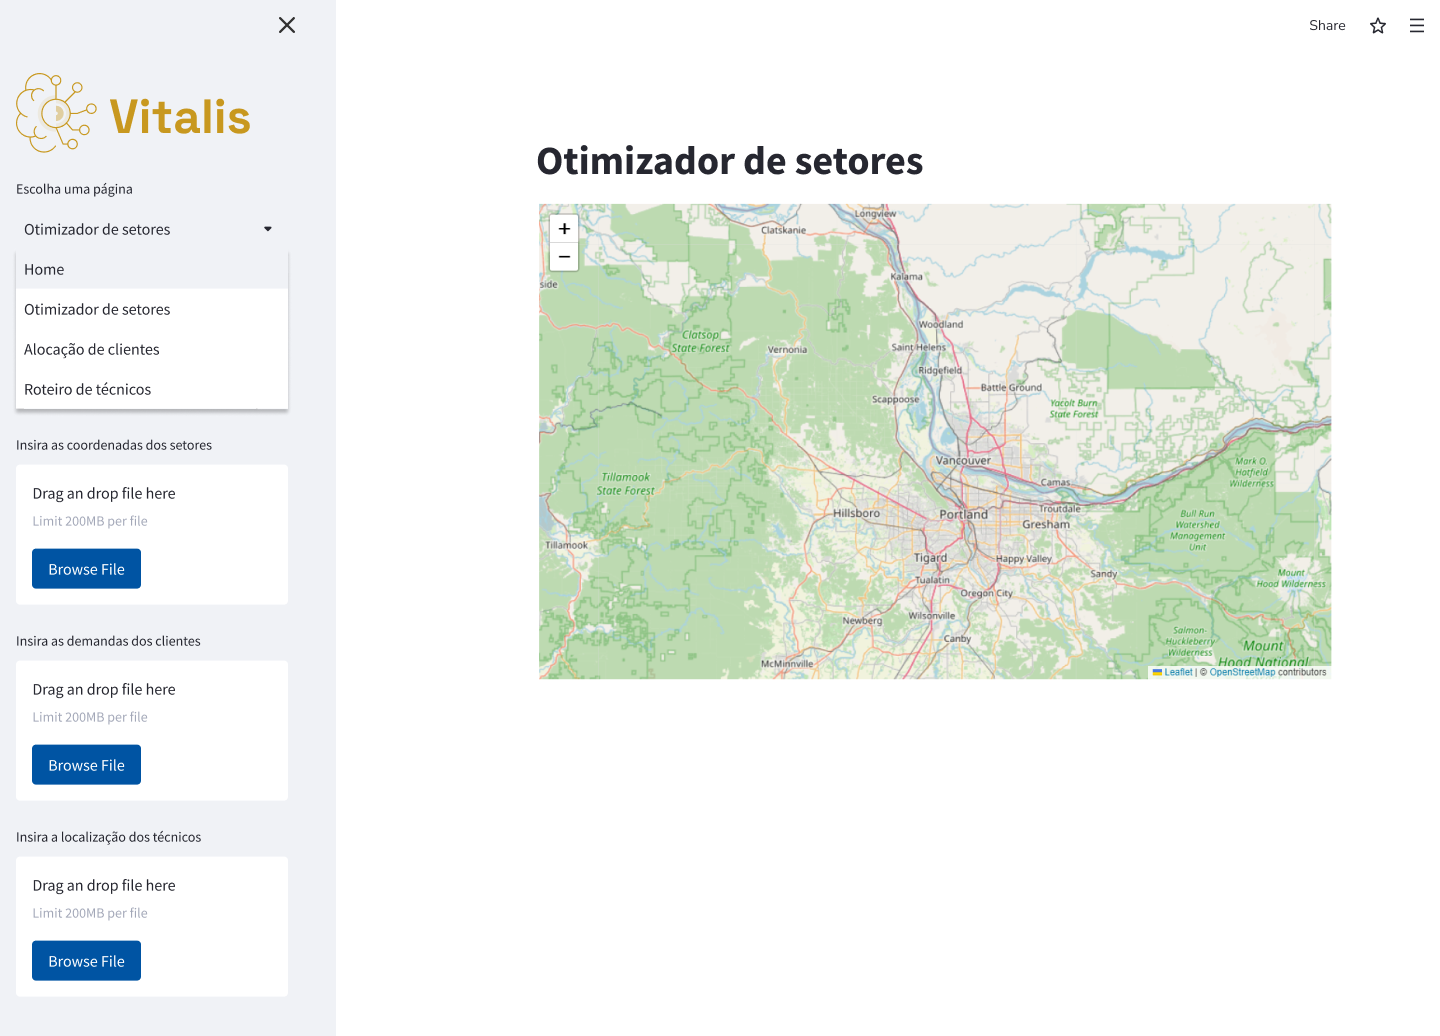 Share
Vitalis
Escolha uma página
Otimizador de setores
Home
Otimizador de setores
Alocação de clientes
Roteiro de técnicos
Insira as coordenadas dos setores
Drag an drop file here
Limit 200MB per file
Browse File
Insira as demandas dos clientes
Drag an drop file here
Limit 200MB per file
Browse File
Insira a localização dos técnicos
Drag an drop file here
Limit 200MB per file
Browse File
Otimizador de setores
+
−
Longview
Clatskanie
side
Kalama
Woodland
Clatsop
State Forest
Vernonia
Saint Helens
Ridgefield
Battle Ground
Scappoose
Yacolt Burn
State Forest
Vancouver
Mark O.
Hatfield
Wilderness
Tillamook
State Forest
Camas
Hillsboro
Portland
Troutdale
Gresham
Bull Run
Watershed
Management
Unit
Tillamook
Tigard
Happy Valley
Sandy
Mount
Hood Wilderness
Tualatin
Oregon City
Wilsonville
Newberg
Canby
Salmon-
Huckleberry
Wilderness
Mount
Hood National
McMinnville
Leaflet | © OpenStreetMap contributors